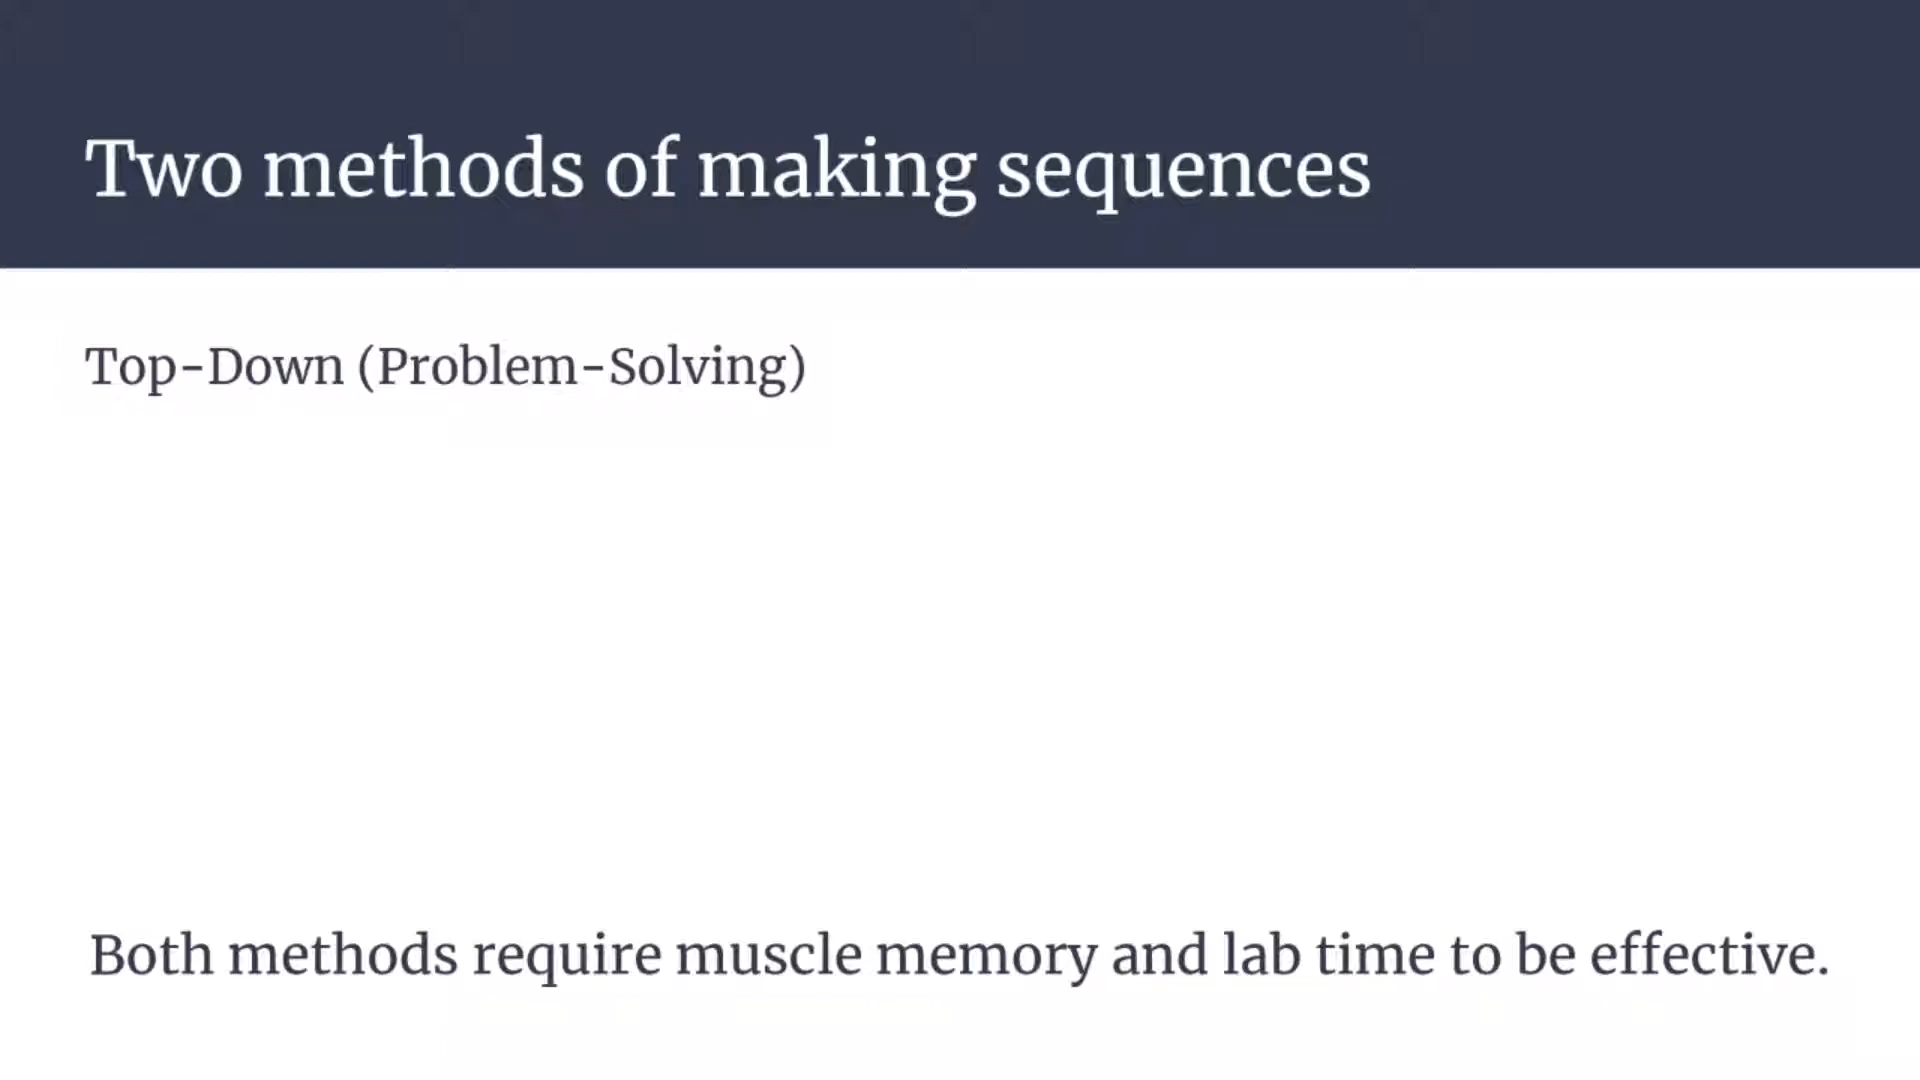 Two methods of making sequences
Top-Down (Problem-Solving)
Both methods require muscle memory and lab time to be effective.